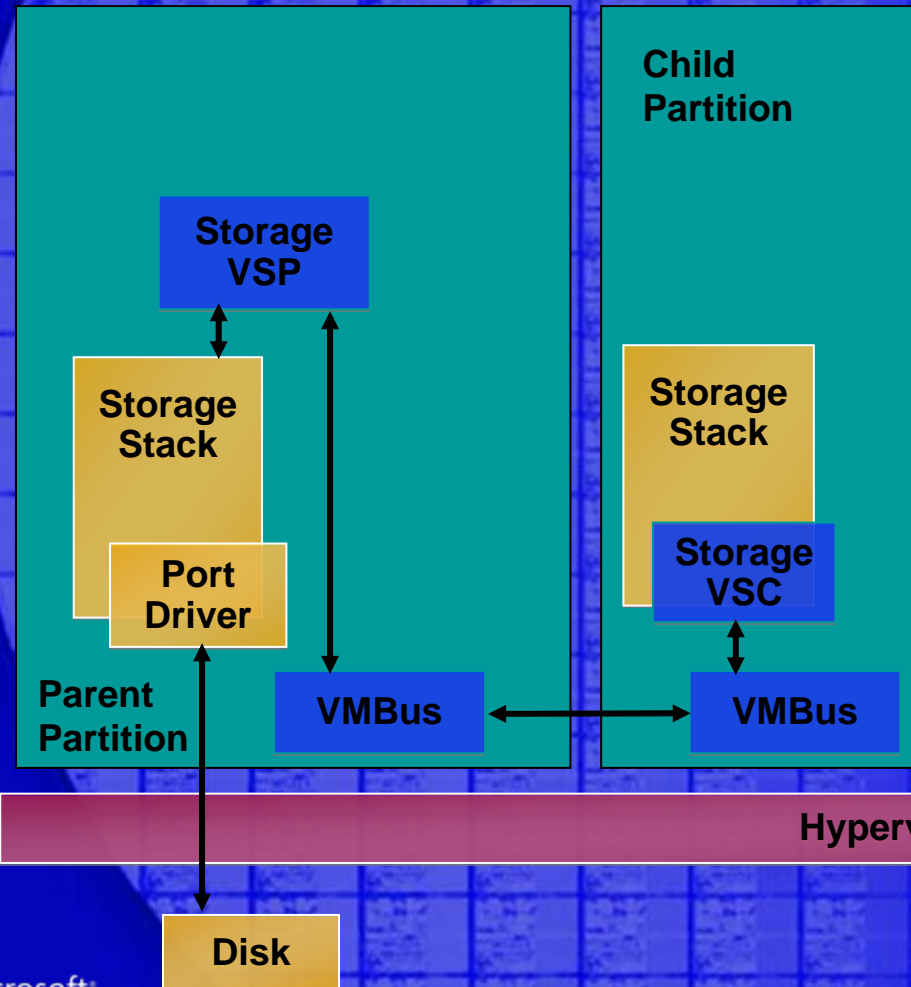 Child
Partition
Storage
VSP
Storage
Stack
Port
Driver
Parent
Partition
VMBus
Storage
Stack
Storage
VSC
VMBus
Disk